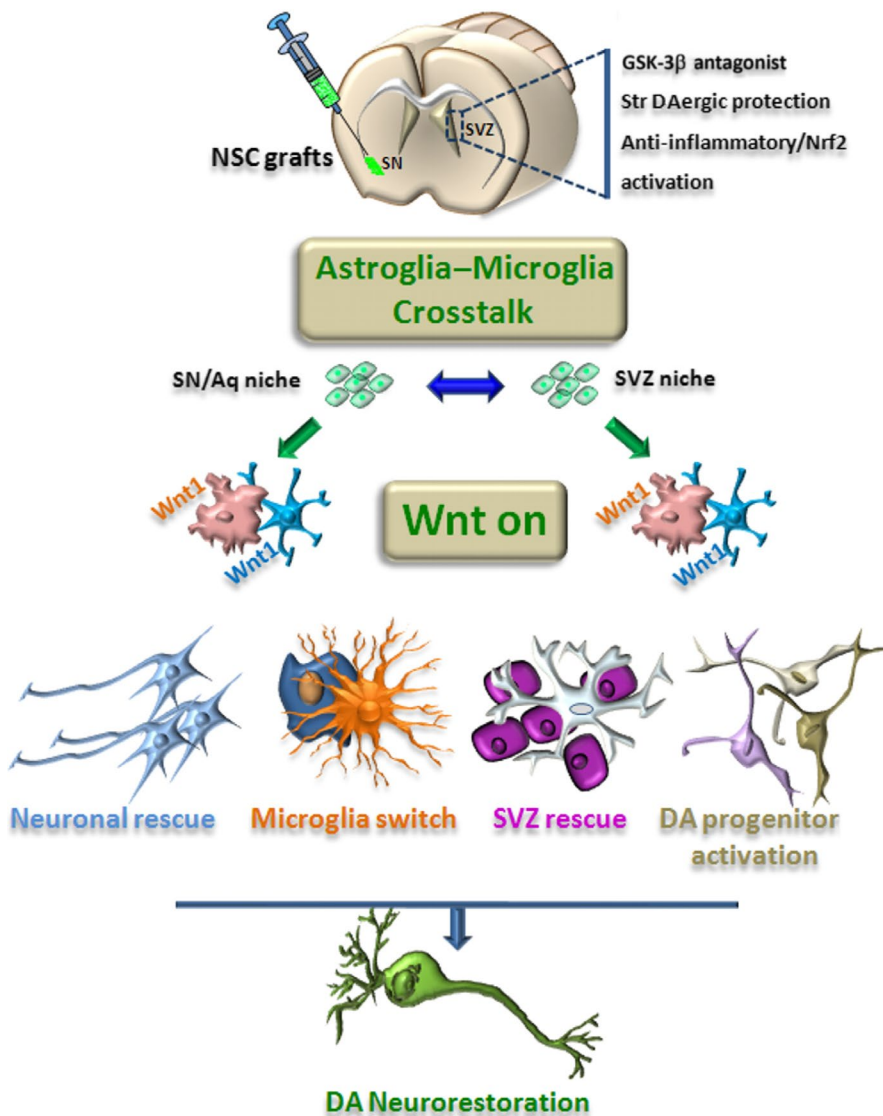 GSK-3β antagonist
Str DAergic protection
Anti-inflammatory/Nrf2
activation
SVZ
SN
NSC grafts
Astroglia–Microglia
Crosstalk
SN/Aq niche
SVZ niche
Wnt1
Wnt1
Wnt on
Wnt1
Wnt1
Neuronal rescue
Microglia switch
SVZ rescue
DA progenitor
activation
DA Neurorestoration